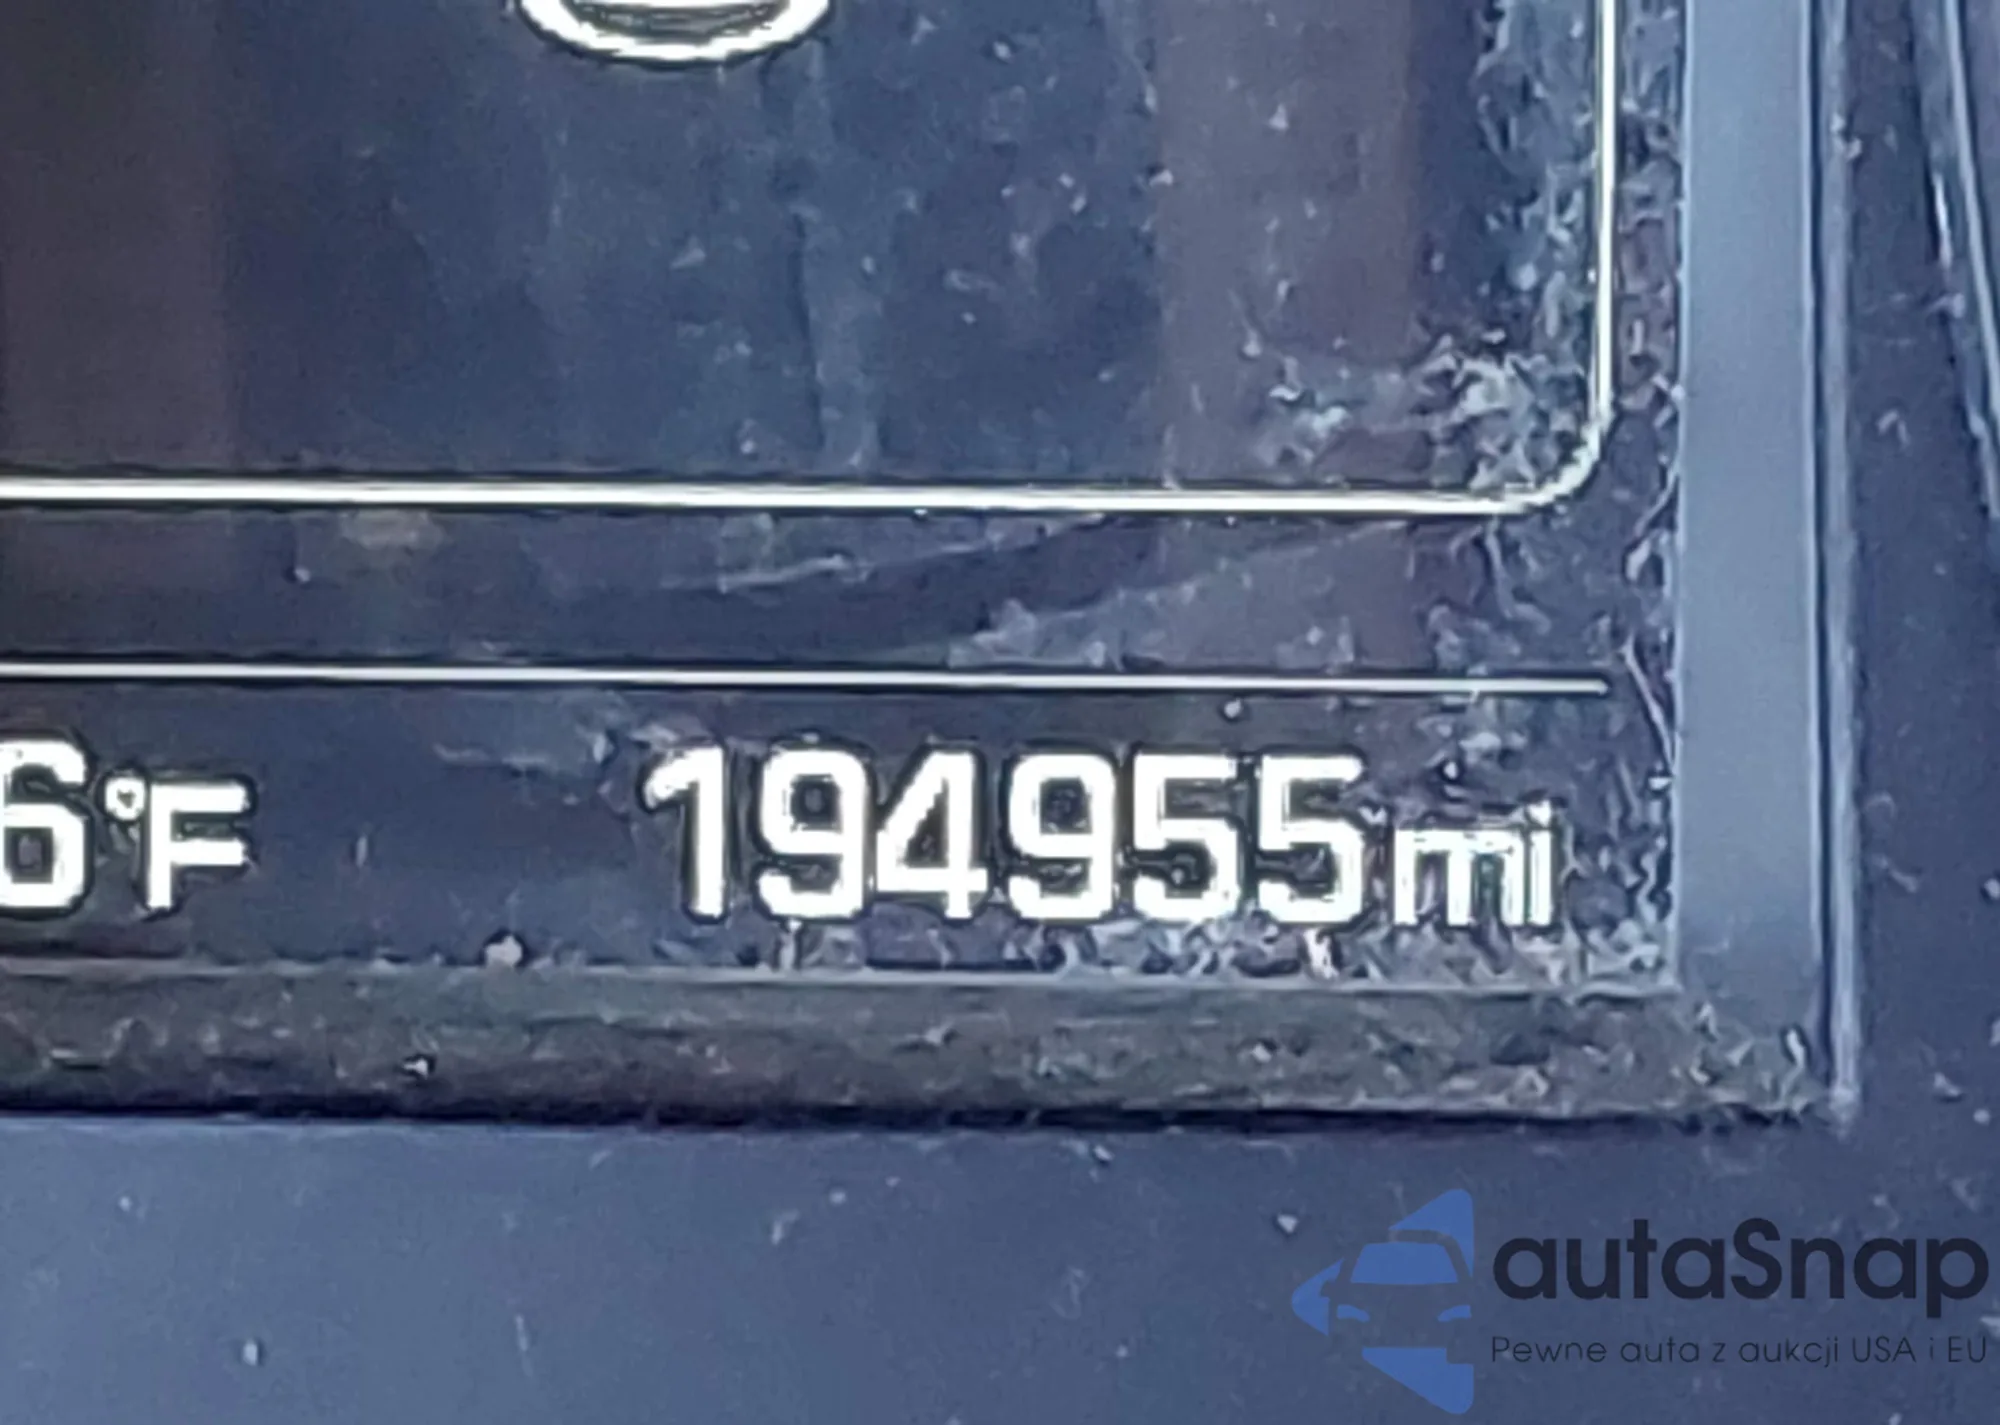 6°F 194955mi
autaSnap
Pewne auta z aukcji USA i EU